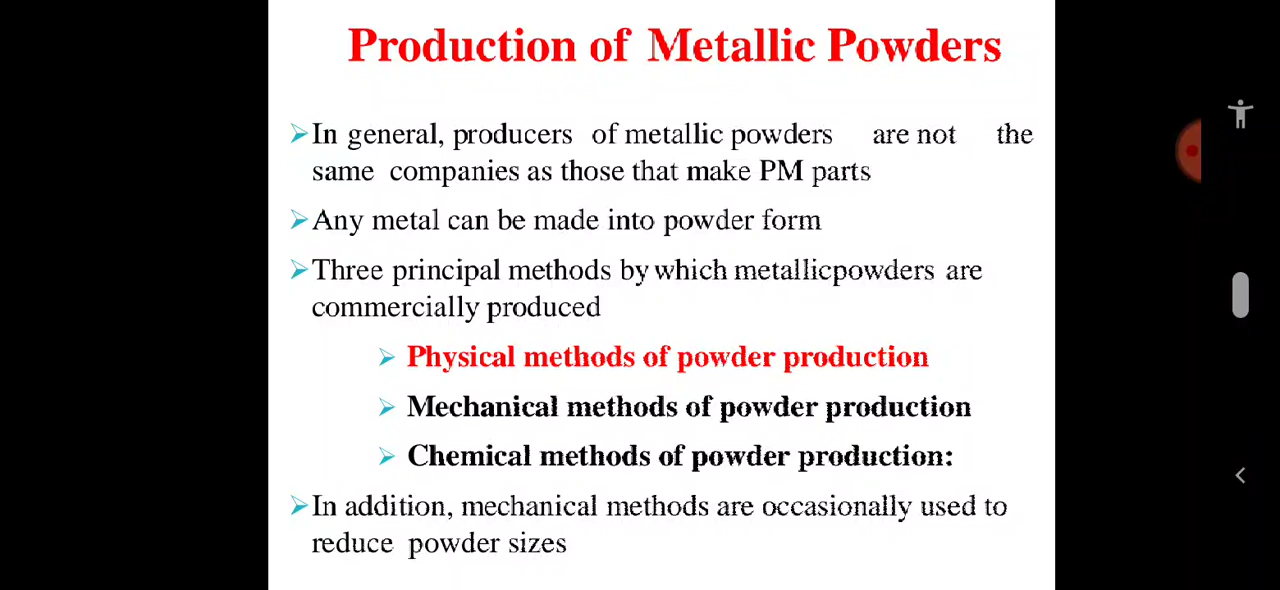 Production of Metallic Powders
➢In general, producers of metallic powders are not the
same companies as those that make PM parts
➢Any metal can be made into powder form
➢Three principal methods by which metallicpowders are
commercially produced
➢ Physical methods of powder production
➢ Mechanical methods of powder production
➢ Chemical methods of powder production:
➢In addition, mechanical methods are occasionally used to
reduce powder sizes